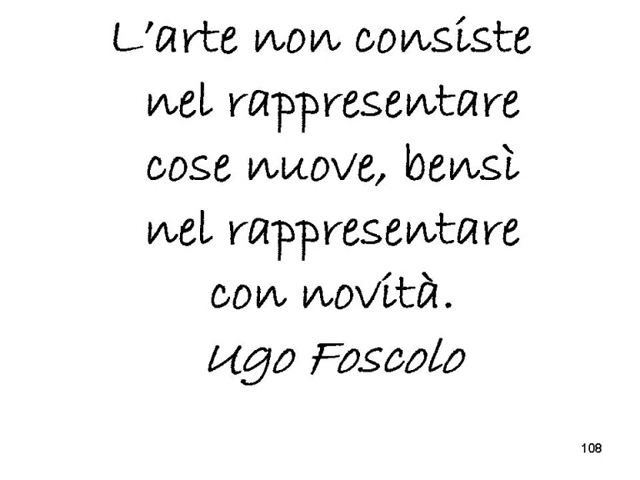 L'arte non consiste
nel rappresentare
cose nuove, bensì
nel rappresentare
con novità.
Ugo Foscolo
108